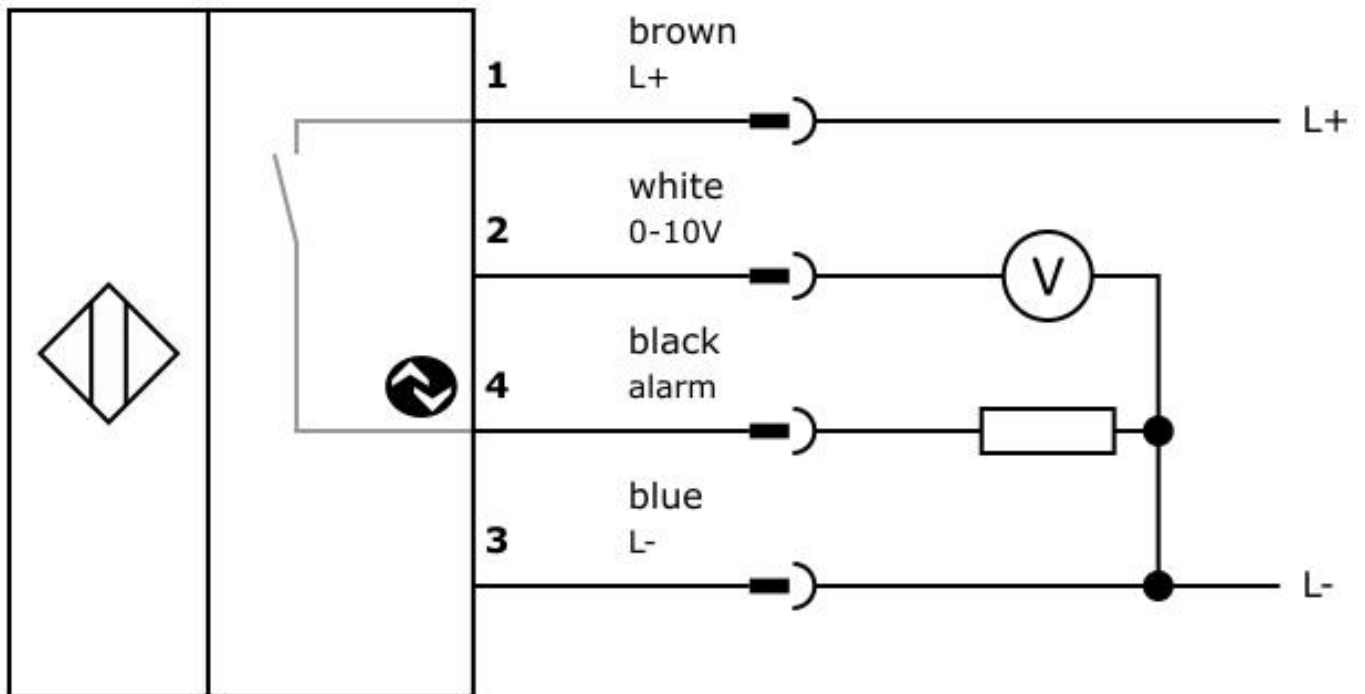 brown
1 L+
L+
white
2 0-10V
V
black
4 alarm
blue
3 L-
L-